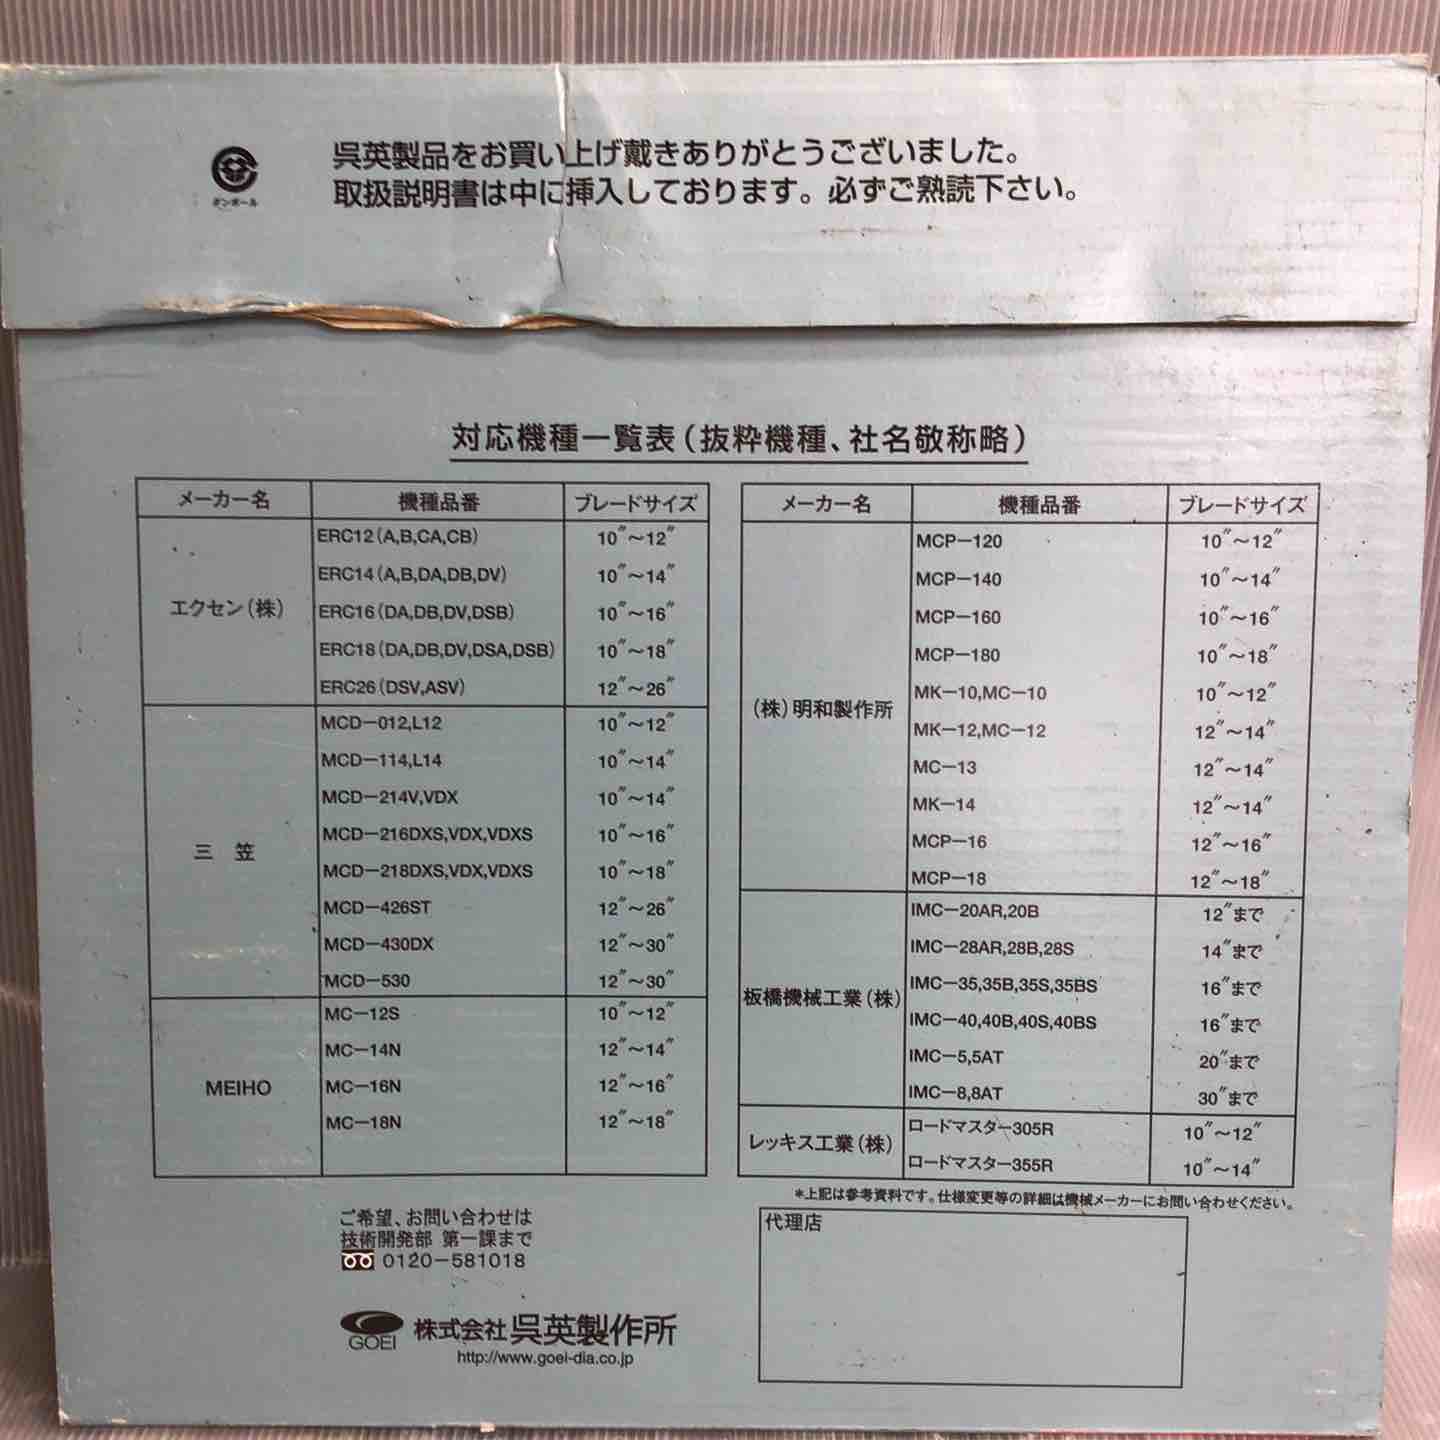 呉英製品をお買い上げ戴きありがとうございました。
取扱説明書は中に挿入しております。必ずご熟読下さい。
ダンボール
対応機種一覧表(抜粋機種、社名敬称略)
メーカー名 機種品番 ブレードサイズ
エクセン(株)
ERC12(A,B,CA,CB) 10″〜12″
ERC14(A,B,DA,DB,DV) 10″〜14″
ERC16(DA,DB,DV,DSB) 10″〜16″
ERC18(DA,DB,DV,DSA,DSB) 10″〜18″
ERC26(DSV,ASV) 12″〜26″
三 笠
MCD-012,L12 10″〜12″
MCD-114,L14 10″〜14″
MCD-214V,VDX 10″〜14″
MCD-216DXS,VDX,VDXS 10″〜16″
MCD-218DXS,VDX,VDXS 10″〜18″
MCD-426ST 12″〜26″
MCD-430DX 12″〜30″
MCD-530 12″〜30″
MEIHO
MC-12S 10″〜12″
MC-14N 12″〜14″
MC-16N 12″〜16″
MC-18N 12″〜18″
メーカー名 機種品番 ブレードサイズ
(株)明和製作所
MCP-120 10″〜12″
MCP-140 10″〜14″
MCP-160 10″〜16″
MCP-180 10″〜18″
MK-10,MC-10 10″〜12″
MK-12,MC-12 12″〜14″
MC-13 12″〜14″
MK-14 12″〜14″
MCP-16 12″〜16″
MCP-18 12″〜18″
板橋機械工業(株)
IMC-20AR,20B 12″まで
IMC-28AR,28B,28S 14″まで
IMC-35,35B,35S,35BS 16″まで
IMC-40,40B,40S,40BS 16″まで
IMC-5,5AT 20″まで
IMC-8,8AT 30″まで
レッキス工業(株)
ロードマスター305R 10″〜12″
ロードマスター355R 10″〜14″
*上記は参考資料です。仕様変更等の詳細は機械メーカーにお問い合わせください。
ご希望、お問い合わせは
技術開発部 第一課まで
0120-581018
GOEI 株式会社 呉英製作所
http://www.goei-dia.co.jp
代理店